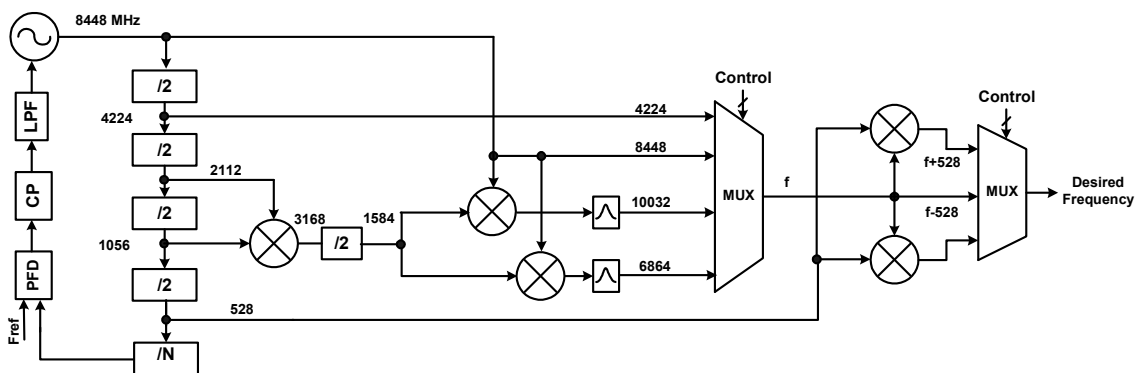 8448 MHz
/2
LPF
4224
/2
2112
CP
/2
3168
1584
1056
/2
/2
PFD
528
Fref
/N
Control
4224
8448
10032
6864
MUX
f
Control
f+528
f-528
MUX
Desired
Frequency